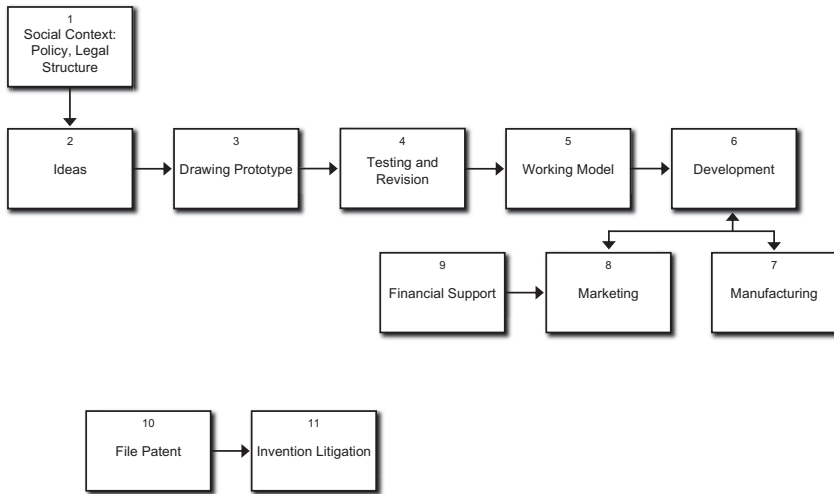 1
Social Context:
Policy, Legal
Structure
2
Ideas
3
Drawing Prototype
4
Testing and
Revision
5
Working Model
6
Development
9
Financial Support
8
Marketing
7
Manufacturing
10
File Patent
11
Invention Litigation